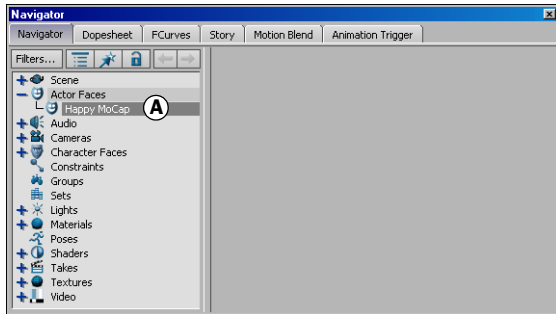 Navigator
Navigator Dopesheet FCurves Story Motion Blend Animation Trigger
Filters...
Scene
Actor Faces
Happy MoCap A
Audio
Cameras
Character Faces
Constraints
Groups
Sets
Lights
Materials
Poses
Shaders
Takes
Textures
Video